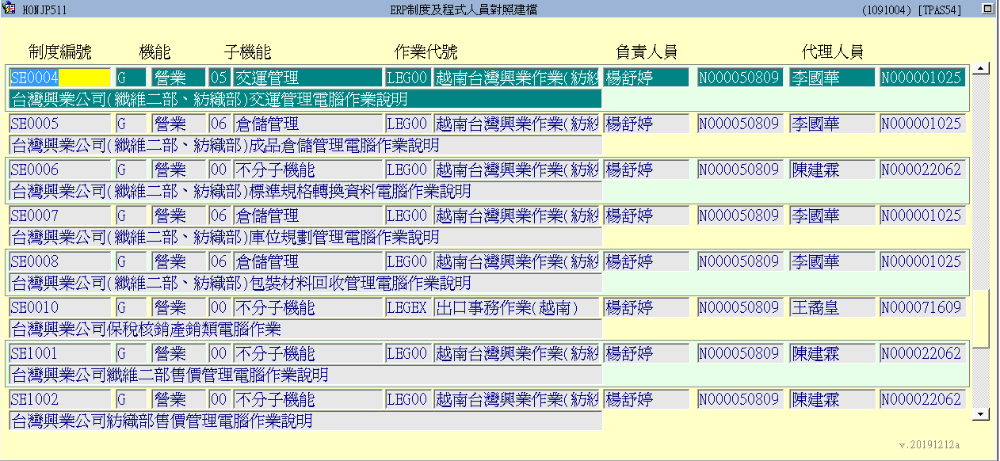 HONJP511 ERP制度及程式人員對照建檔 (1091004) [TPAS54]
制度編號 機能 子機能 作業代號 負責人員 代理人員
SE0004 G 營業 05 交運管理 LEG00 越南台灣興業作業(紡紗 楊舒婷 N000050809 李國華 N000001025
台灣興業公司(纖維二部、紡織部)交運管理電腦作業說明
SE0005 G 營業 06 倉儲管理 LEG00 越南台灣興業作業(紡紗 楊舒婷 N000050809 李國華 N000001025
台灣興業公司(纖維二部、紡織部)成品倉儲管理電腦作業說明
SE0006 G 營業 00 不分子機能 LEG00 越南台灣興業作業(紡紗 楊舒婷 N000050809 陳建霖 N000022062
台灣興業公司(纖維二部、紡織部)標準規格轉換資料電腦作業說明
SE0007 G 營業 06 倉儲管理 LEG00 越南台灣興業作業(紡紗 楊舒婷 N000050809 李國華 N000001025
台灣興業公司(纖維二部、紡織部)庫位規劃管理電腦作業說明
SE0008 G 營業 06 倉儲管理 LEG00 越南台灣興業作業(紡紗 楊舒婷 N000050809 李國華 N000001025
台灣興業公司(纖維二部、紡織部)包裝材料回收管理電腦作業說明
SE0010 G 營業 00 不分子機能 LEGEX 出口事務作業(越南) 楊舒婷 N000050809 王矞皇 N000071609
台灣興業公司保稅核銷產銷類電腦作業
SE1001 G 營業 00 不分子機能 LEG00 越南台灣興業作業(紡紗 楊舒婷 N000050809 陳建霖 N000022062
台灣興業公司纖維二部售價管理電腦作業說明
SE1002 G 營業 00 不分子機能 LEG00 越南台灣興業作業(紡紗 楊舒婷 N000050809 陳建霖 N000022062
台灣興業公司紡織部售價管理電腦作業說明
v.20191212a